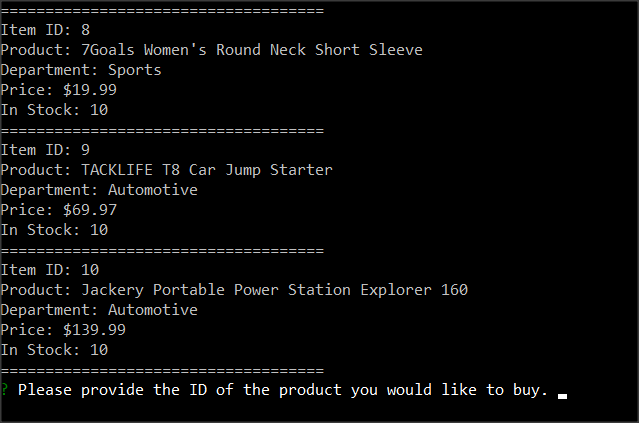 ====================================
Item ID: 8
Product: 7Goals Women's Round Neck Short Sleeve
Department: Sports
Price: $19.99
In Stock: 10
====================================
Item ID: 9
Product: TACKLIFE T8 Car Jump Starter
Department: Automotive
Price: $69.97
In Stock: 10
====================================
Item ID: 10
Product: Jackery Portable Power Station Explorer 160
Department: Automotive
Price: $139.99
In Stock: 10
====================================
? Please provide the ID of the product you would like to buy.